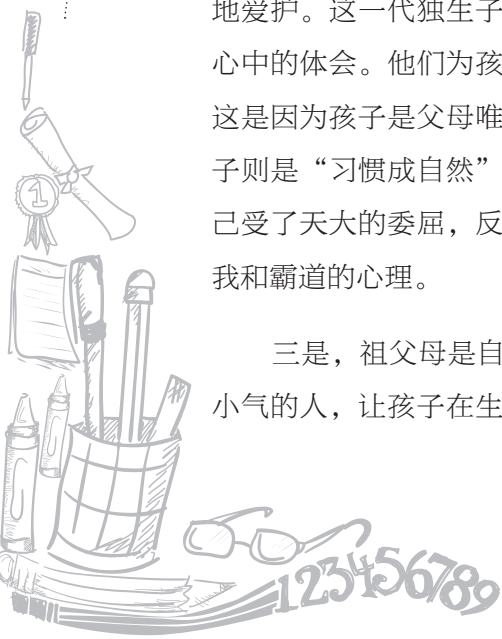 地爱护。这一代独生子
心中的体会。他们为孩
这是因为孩子是父母唯
子则是“习惯成自然”
己受了天大的委屈，反
我和霸道的心理。
三是，祖父母是自
小气的人，让孩子在生
1
123456789